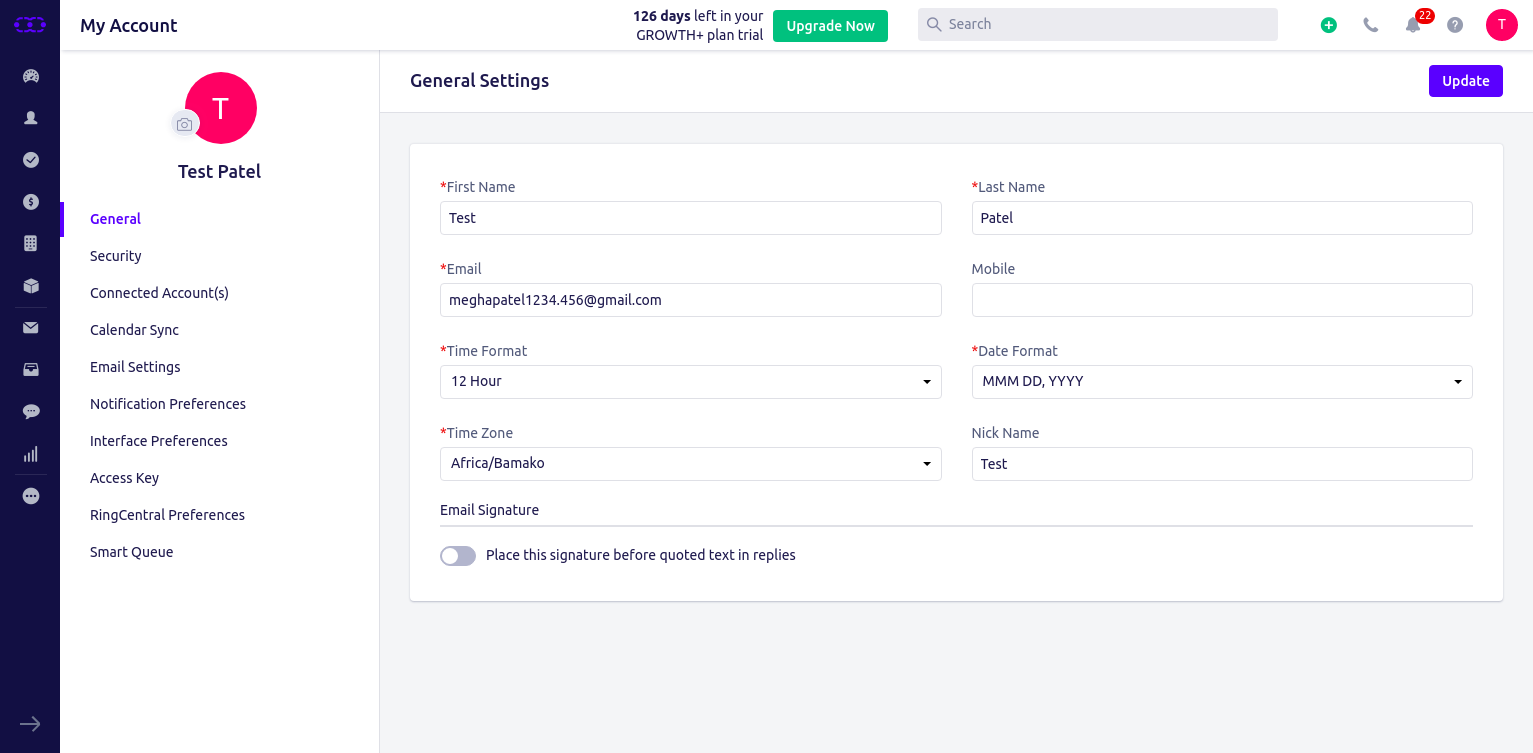 My Account
126 days left in your
GROWTH+ plan trial
Upgrade Now
Search
22
T
T
Test Patel
General
Security
Connected Account(s)
Calendar Sync
Email Settings
Notification Preferences
Interface Preferences
Access Key
RingCentral Preferences
Smart Queue
General Settings
Update
*First Name
Test
*Last Name
Patel
*Email
meghapatel1234.456@gmail.com
Mobile
*Time Format
12 Hour
*Date Format
MMM DD, YYYY
*Time Zone
Africa/Bamako
Nick Name
Test
Email Signature
Place this signature before quoted text in replies